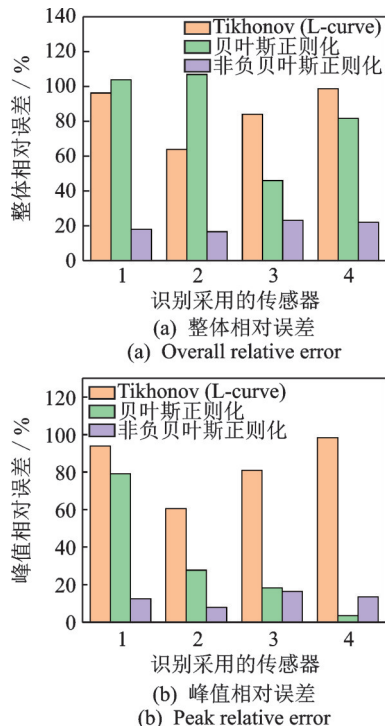 140
Tikhonov (L-curve)
贝叶斯正则化
非负贝叶斯正则化
120
100
80
60
40
20
0
整体相对误差 / %
1 2 3 4
识别采用的传感器
(a) 整体相对误差
(a) Overall relative error
Tikhonov (L-curve)
贝叶斯正则化
非负贝叶斯正则化
120
100
80
60
40
20
0
峰值相对误差 / %
1 2 3 4
识别采用的传感器
(b) 峰值相对误差
(b) Peak relative error